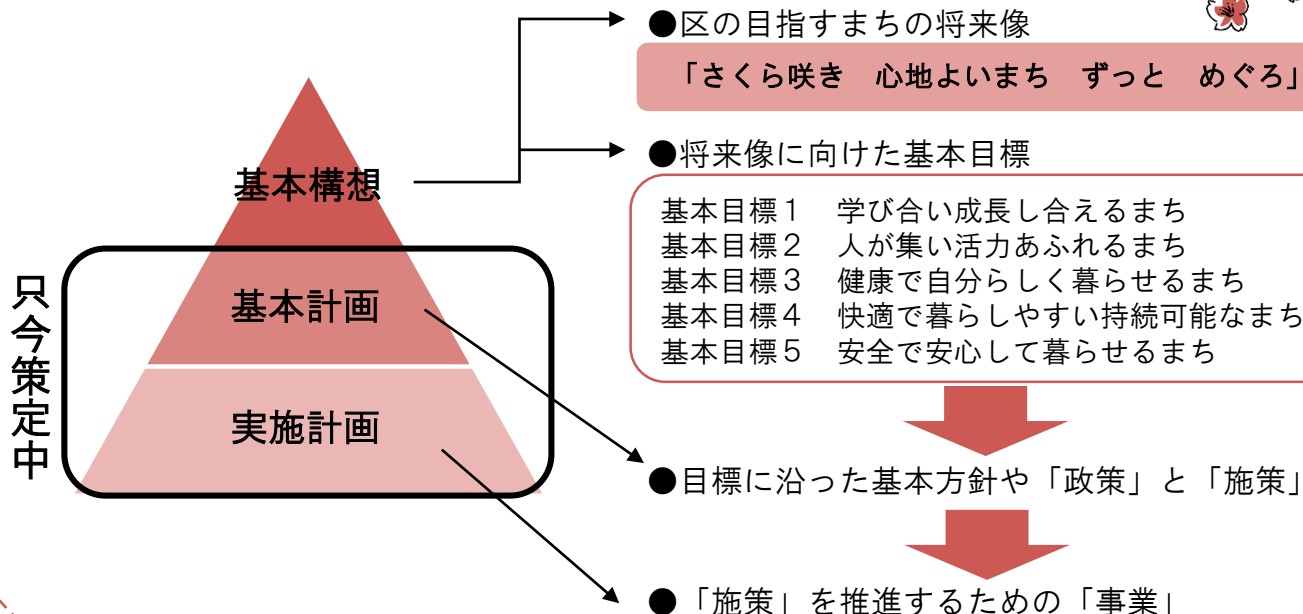 ●区の目指すまちの将来像
「さくら咲き　心地よいまち　ずっと　めぐろ」
基本構想
●将来像に向けた基本目標
基本目標１　学び合い成長し合えるまち
基本目標２　人が集い活力あふれるまち
基本目標３　健康で自分らしく暮らせるまち
基本目標４　快適で暮らしやすい持続可能なまち
基本目標５　安全で安心して暮らせるまち
只今策定中
基本計画
実施計画
●目標に沿った基本方針や「政策」と「施策」
●「施策」を推進するための「事業」